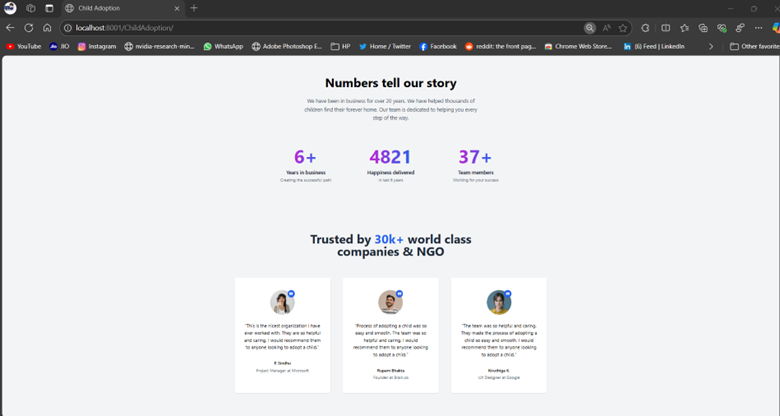 Child Adoption
localhost:8001/ChildAdoption/
YouTube
JIO
Instagram
nvidia-research-min...
WhatsApp
Adobe Photoshop E...
HP
Home / Twitter
Facebook
reddit: the front pag...
Chrome Web Store...
(6) Feed | LinkedIn
Other favorite
Numbers tell our story
We have been in business for over 20 years. We have helped thousands of
children find their forever home. Our team is dedicated to helping you every
step of the way.
6+
Years in business
Creating the successful path
4821
Happiness delivered
In last 6 years
37+
Team members
Working for your success
Trusted by 30k+ world class
companies & NGO
"This is the nicest organization I have
ever worked with. They are so helpful
and caring. I would recommend them
to anyone looking to adopt a child."
P. Sindhu
Project Manager at Microsoft
"Process of adopting a child was so
easy and smooth. The team was so
helpful and caring. I would
recommend them to anyone looking
to adopt a child."
Rupam Bhakta
Founder at
"The team was so helpful and caring.
They made the process of adopting a
child so easy and smooth. I would
recommend them to anyone looking
to adopt a child."
Kiruthiga K.
UX Designer at Google